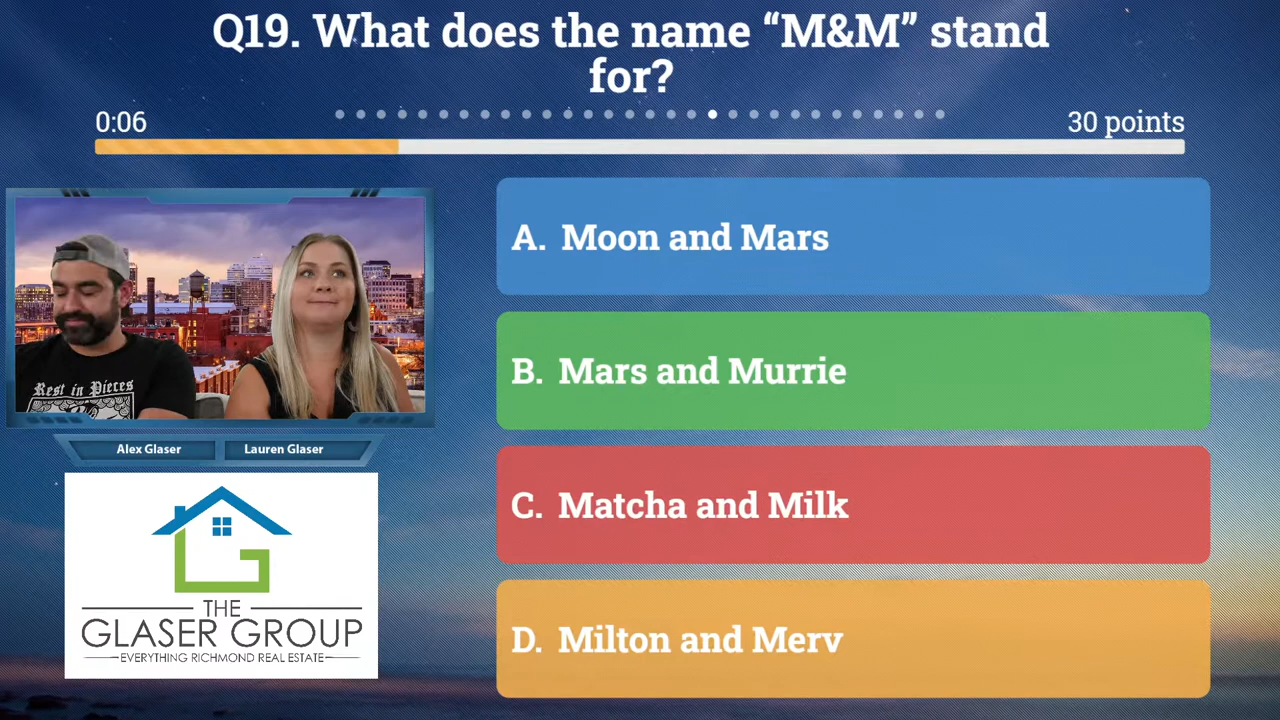 Q19. What does the name “M&M” stand
for?
0:06
30 points
A. Moon and Mars
B. Mars and Murrie
C. Matcha and Milk
D. Milton and Merv
Rest in Pieces
Alex Glaser
Lauren Glaser
THE
GLASER GROUP
EVERYTHING RICHMOND REAL ESTATE